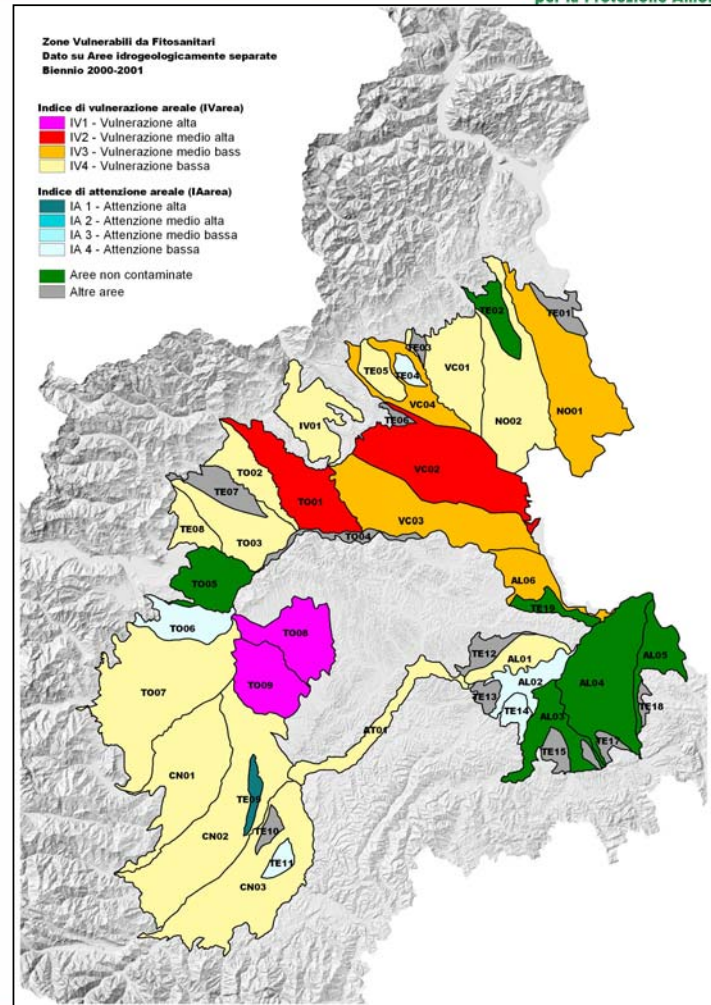 per la Protezione
Zone Vulnerabili da Fitosanitari
Dato su Aree idrogeologicamente separate
Biennio 2000-2001
Indice di vulnerazione areale (IVarea)
IV1 - Vulnerazione alta
IV2 - Vulnerazione medio alta
IV3 - Vulnerazione medio bass
IV4 - Vulnerazione bassa
Indice di attenzione areale (IAarea)
IA 1 - Attenzione alta
IA 2 - Attenzione medio alta
IA 3 - Attenzione medio bassa
IA 4 - Attenzione bassa
Aree non contaminate
Altre aree
TE02
TE01
TE03
TE05
TE04
VC01
VC04
NO01
IV01
TE06
NO02
TO02
VC02
TE07
TO01
VC03
TE08
TO03
TO04
TO05
AL06
TE19
TO06
TO08
TE12
AL01
AL05
TO09
AL02
AL04
TO07
TE13
TE14
TE18
AL03
AT01
TE17
TE15
CN01
TE09
CN02
TE10
TE11
CN03